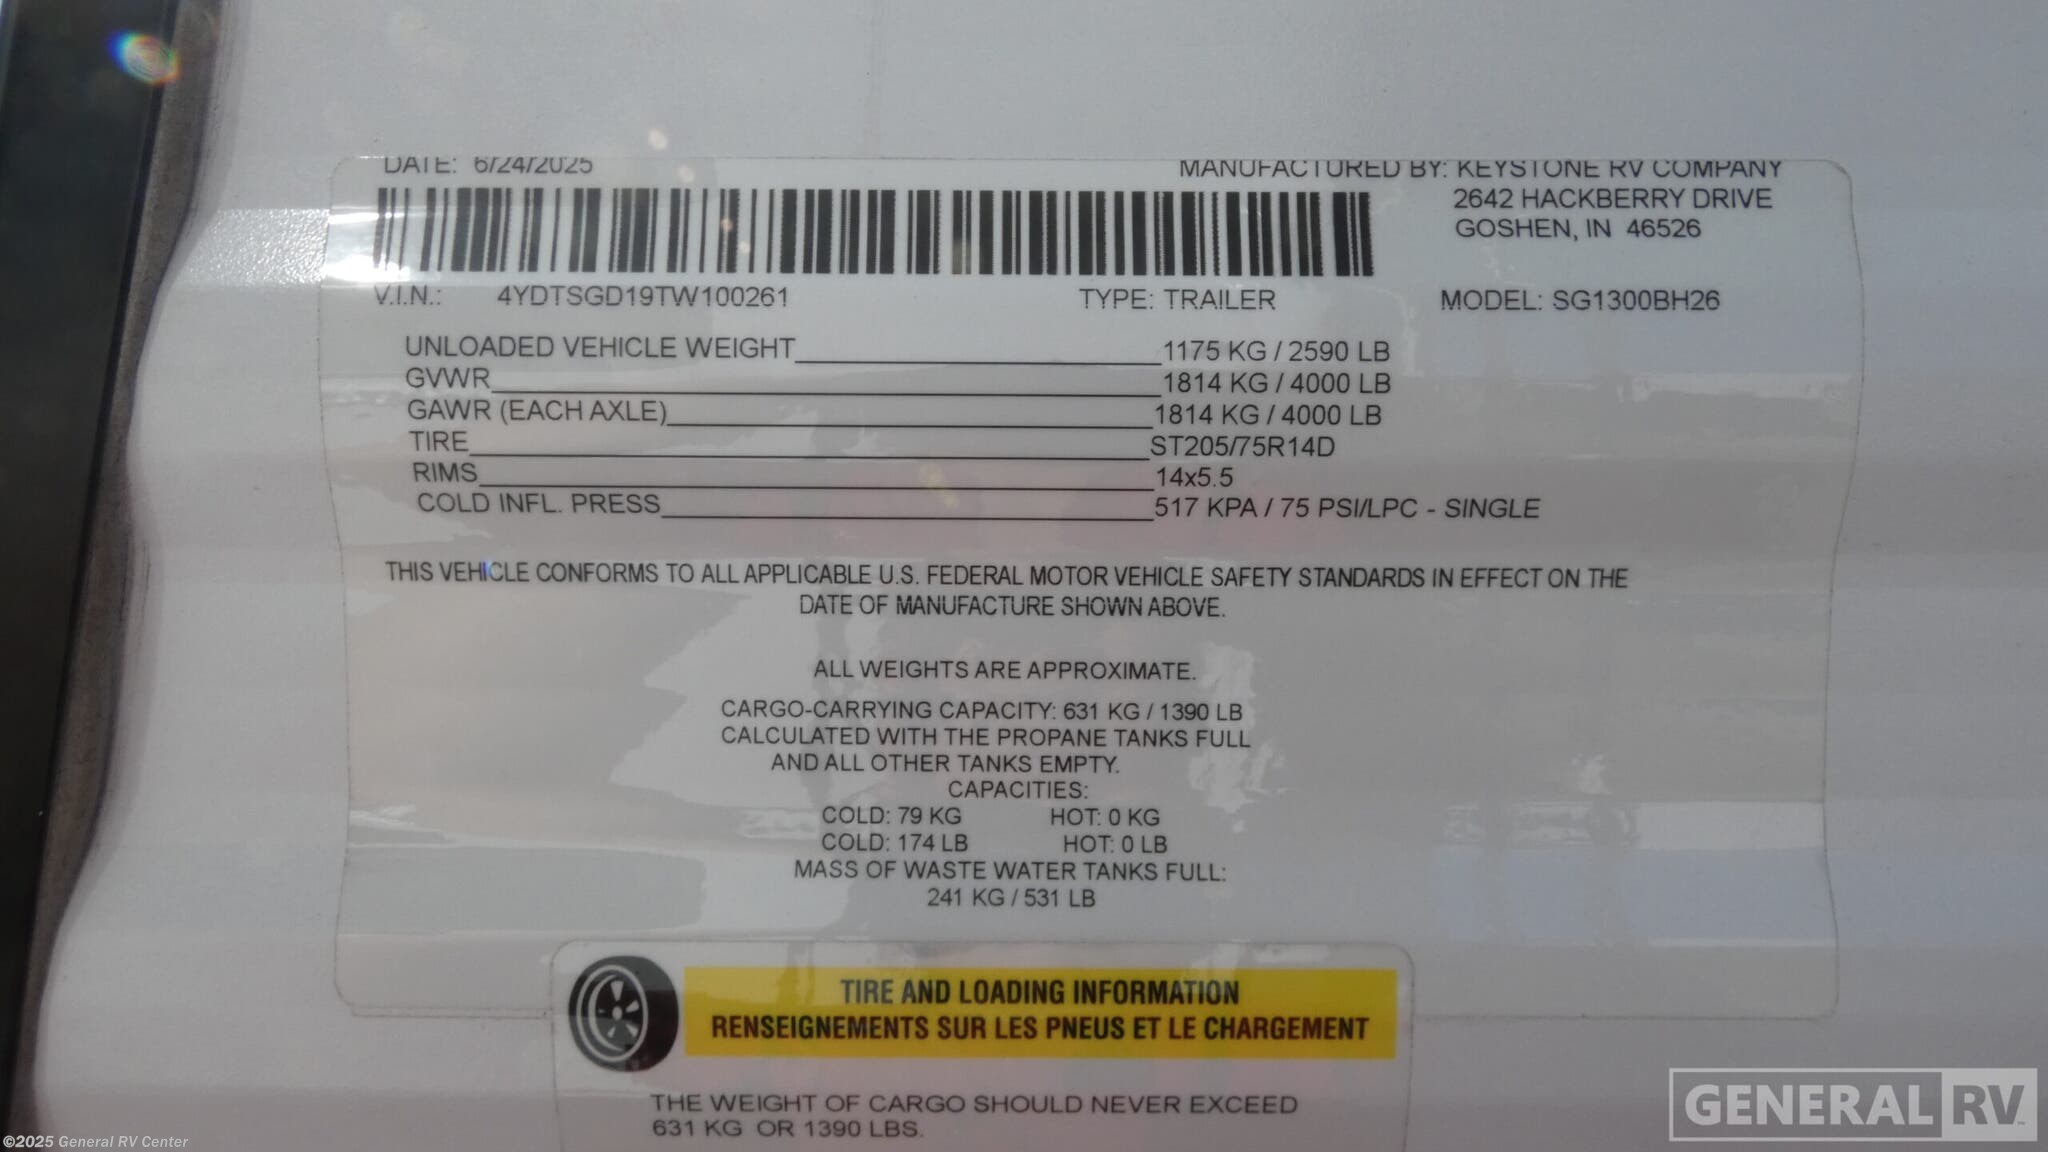 DATE: 6/24/2025
MANUFACTURED BY: KEYSTONE RV COMPANY
2642 HACKBERRY DRIVE
GOSHEN, IN 46526
V.I.N.: 4YDTSGD19TW100261 TYPE: TRAILER MODEL: SG1300BH26
UNLOADED VEHICLE WEIGHT 1175 KG / 2590 LB
GVWR 1814 KG / 4000 LB
GAWR (EACH AXLE) 1814 KG / 4000 LB
TIRE ST205/75R14D
RIMS 14x5.5
COLD INFL. PRESS 517 KPA / 75 PSI/LPC - SINGLE
THIS VEHICLE CONFORMS TO ALL APPLICABLE U.S. FEDERAL MOTOR VEHICLE SAFETY STANDARDS IN EFFECT ON THE
DATE OF MANUFACTURE SHOWN ABOVE.
ALL WEIGHTS ARE APPROXIMATE.
CARGO-CARRYING CAPACITY: 631 KG / 1390 LB
CALCULATED WITH THE PROPANE TANKS FULL
AND ALL OTHER TANKS EMPTY.
CAPACITIES:
COLD: 79 KG HOT: 0 KG
COLD: 174 LB HOT: 0 LB
MASS OF WASTE WATER TANKS FULL:
241 KG / 531 LB
TIRE AND LOADING INFORMATION
RENSEIGNEMENTS SUR LES PNEUS ET LE CHARGEMENT
THE WEIGHT OF CARGO SHOULD NEVER EXCEED
631 KG OR 1390 LBS.
GENERAL RV
©2025 General RV Center